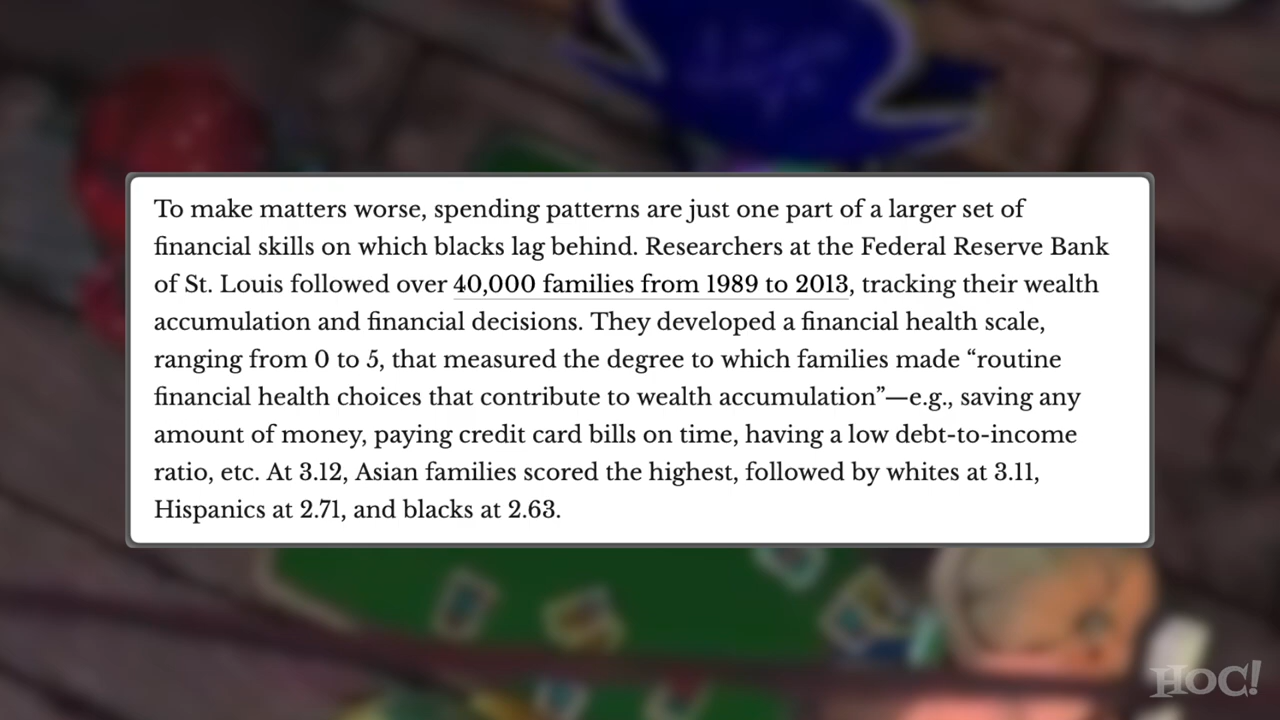 To make matters worse, spending patterns are just one part of a larger set of
financial skills on which blacks lag behind. Researchers at the Federal Reserve Bank
of St. Louis followed over 40,000 families from 1989 to 2013, tracking their wealth
accumulation and financial decisions. They developed a financial health scale,
ranging from 0 to 5, that measured the degree to which families made “routine
financial health choices that contribute to wealth accumulation”—e.g., saving any
amount of money, paying credit card bills on time, having a low debt-to-income
ratio, etc. At 3.12, Asian families scored the highest, followed by whites at 3.11,
Hispanics at 2.71, and blacks at 2.63.
HOC!